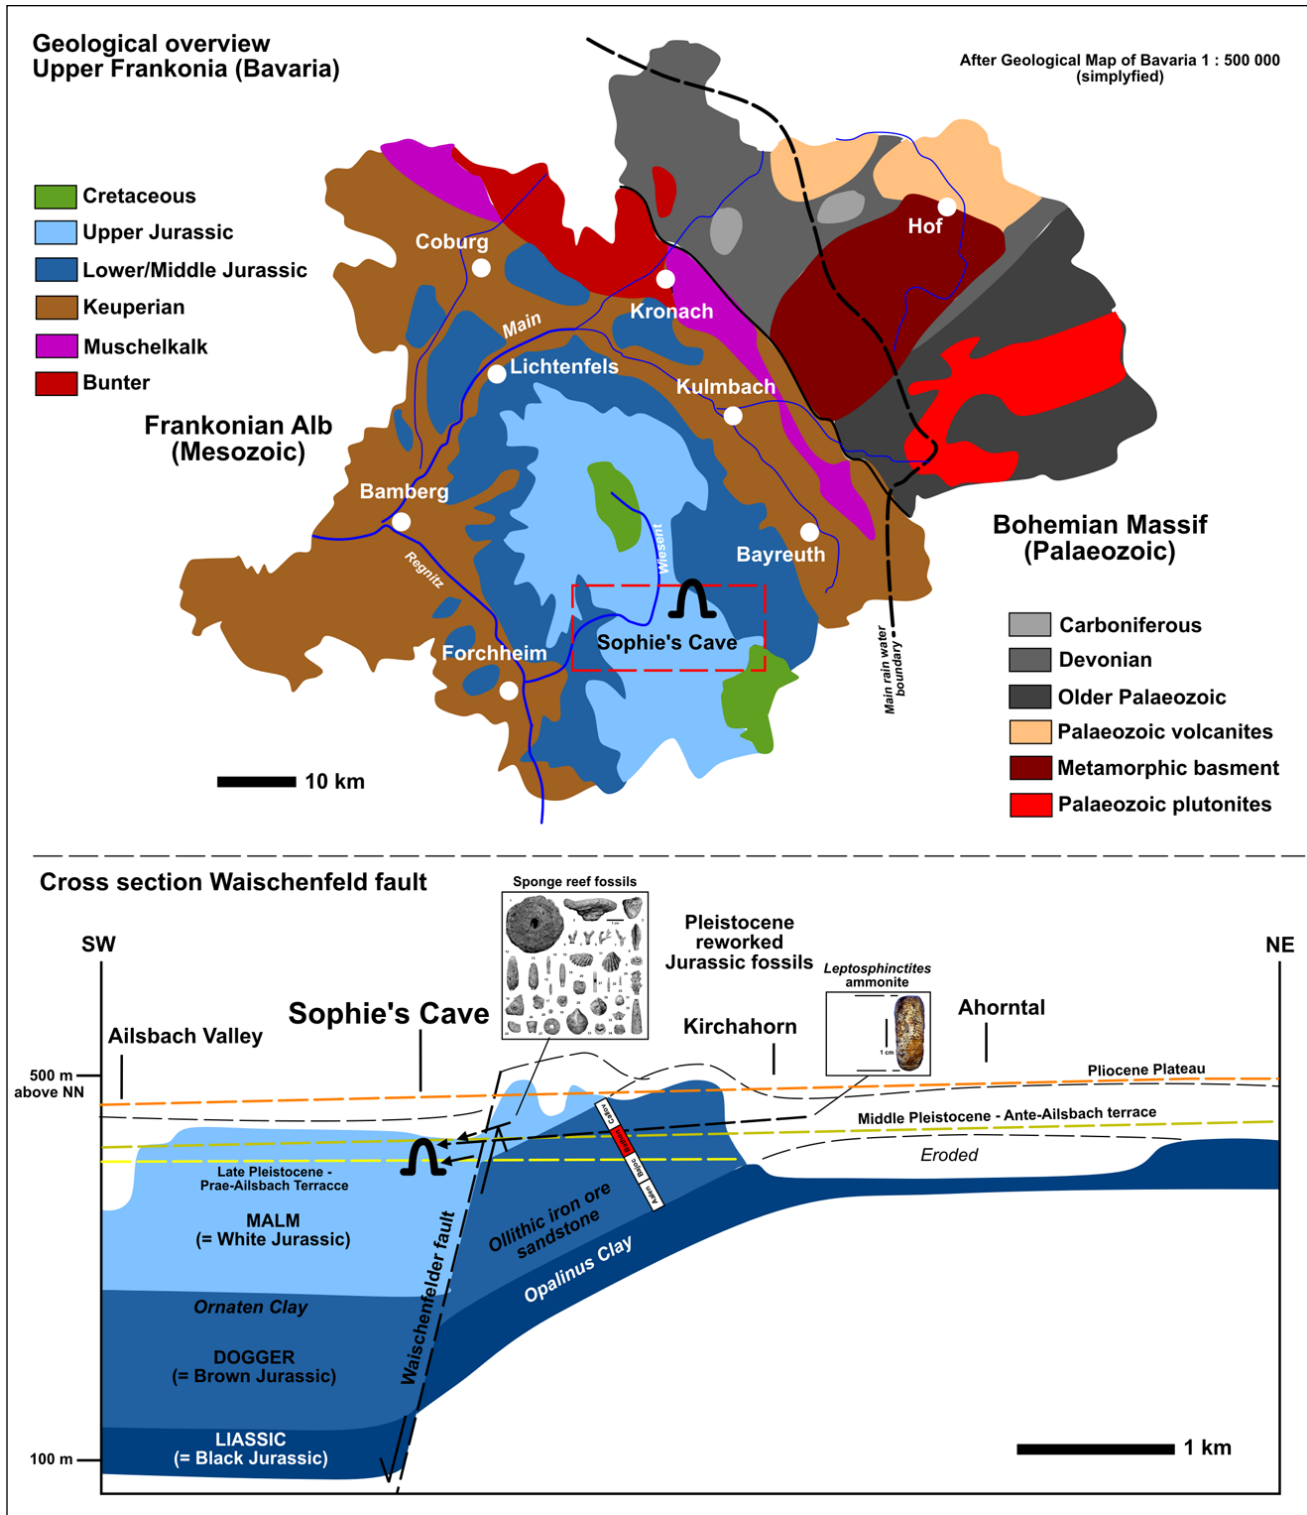 Geological overview
Upper Frankonia (Bavaria)
After Geological Map of Bavaria 1 : 500 000
(simplyfied)
Cretaceous
Upper Jurassic
Lower/Middle Jurassic
Keuperian
Muschelkalk
Bunter
Frankonian Alb
(Mesozoic)
Coburg
Hof
Kronach
Main
Lichtenfels
Kulmbach
Bamberg
Regnitz
Wiesent
Bayreuth
Sophie's Cave
Forchheim
Main rain water
boundary
Bohemian Massif
(Palaeozoic)
Carboniferous
Devonian
Older Palaeozoic
Palaeozoic volcanites
Metamorphic basment
Palaeozoic plutonites
10 km
Cross section Waischenfeld fault
Sponge reef fossils
SW
NE
Pleistocene
reworked
Jurassic fossils
Leptosphinctites
ammonite
1 cm
Sophie's Cave
Ailsbach Valley
Kirchahorn
Ahorntal
500 m
above NN
Pliocene Plateau
Middle Pleistocene - Ante-Ailsbach terrace
Eroded
Late Pleistocene -
Prae-Ailsbach Terracce
Callov
Bathon
Bajoc
Aalen
MALM
(= White Jurassic)
Ollithic iron ore
sandstone
Opalinus Clay
Waischenfelder fault
Ornaten Clay
DOGGER
(= Brown Jurassic)
LIASSIC
(= Black Jurassic)
100 m
1 km